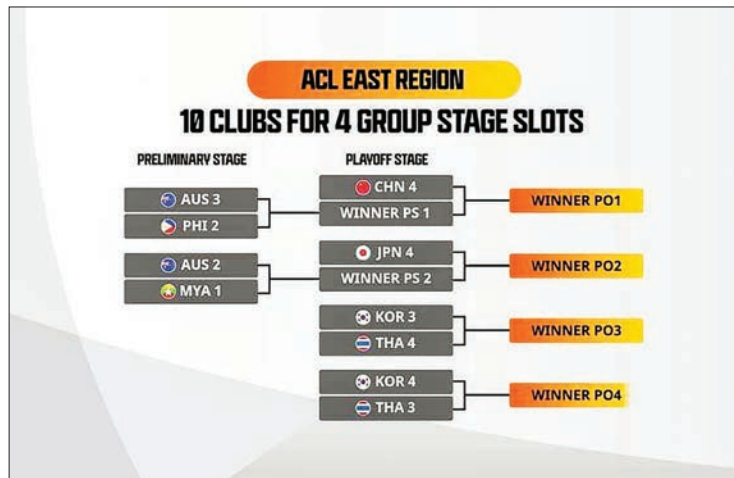 ACL EAST REGION
10 CLUBS FOR 4 GROUP STAGE SLOTS
PRELIMINARY STAGE
PLAYOFF STAGE
AUS 3
PHI 2
AUS 2
MYA 1
CHN 4
WINNER PS 1
JPN 4
WINNER PS 2
KOR 3
THA 4
KOR 4
THA 3
WINNER PO1
WINNER PO2
WINNER PO3
WINNER PO4